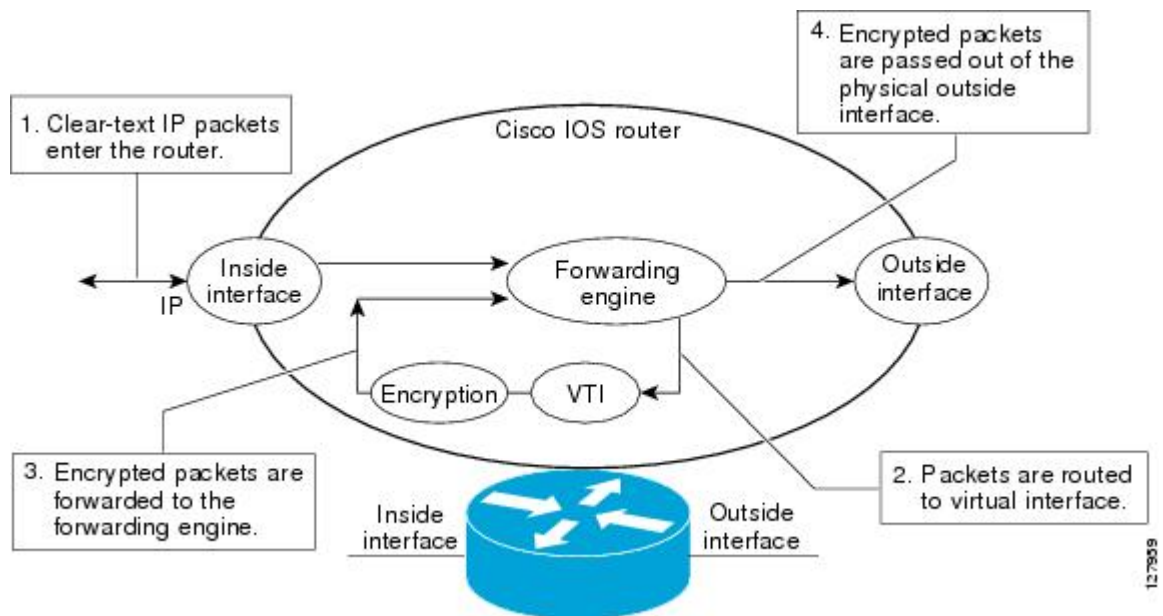 4. Encrypted packets
are passed out of the
physical outside
interface.
1. Clear-text IP packets
enter the router.
Cisco IOS router
Inside
interface
IP
Forwarding
engine
Outside
interface
Encryption
VTI
3. Encrypted packets are
forwarded to the
forwarding engine.
2. Packets are routed
to virtual interface.
Inside
interface
Outside
interface
127959